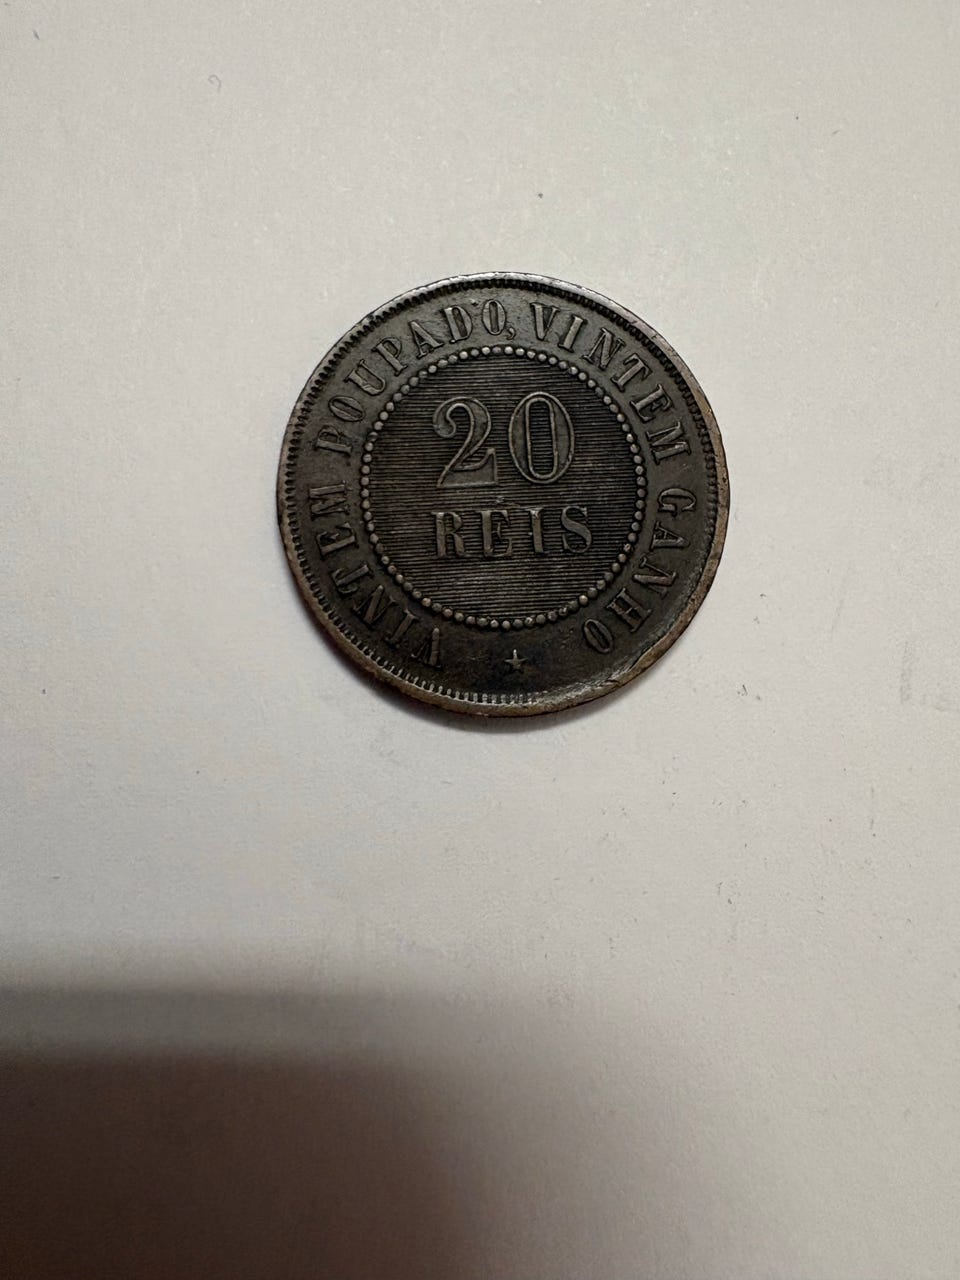 VINTEM POUPADO, VINTEM GANHO
20
REIS